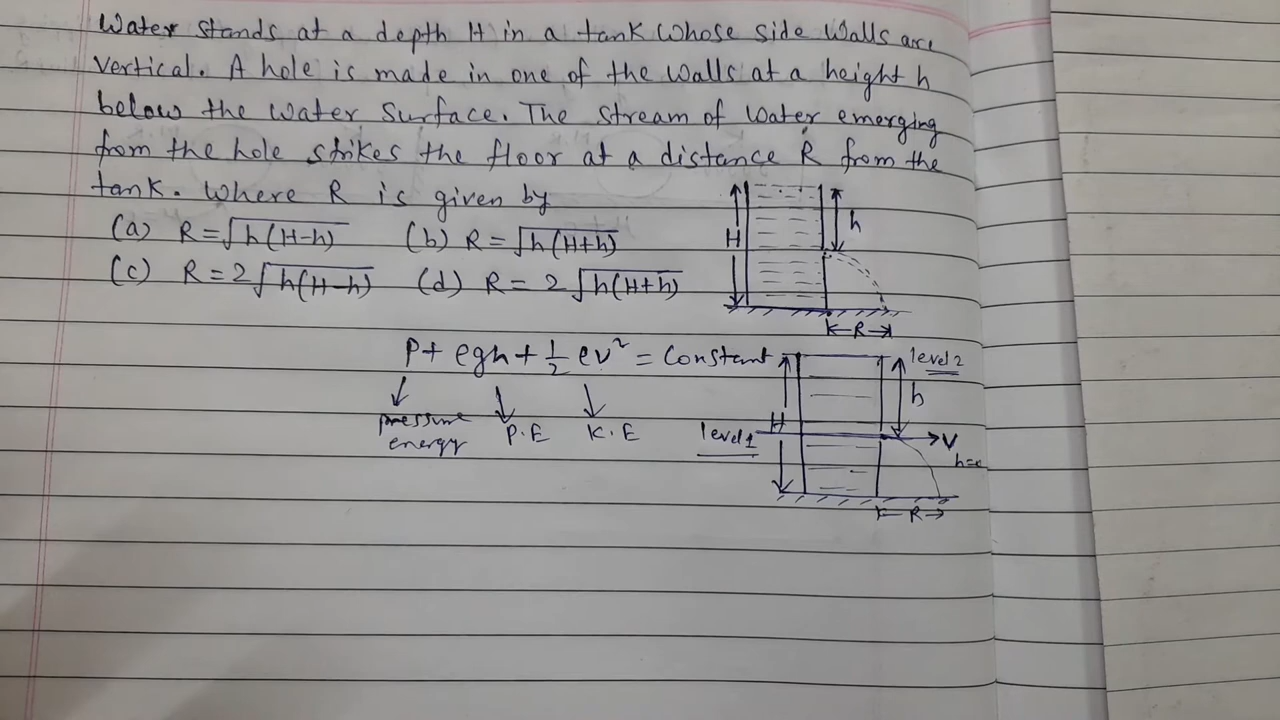 Water stands at a depth H in a tank whose side walls are
vertical. A hole is made in one of the walls at a height h
below the water surface. The stream of water emerging
from the hole strikes the floor at a distance R from the
tank. Where R is given by
(a) R=√h(H-h) (b) R=√h(H+h)
(c) R=2√h(H-h) (d) R=2√h(H+h)
H
h
R
P+ ρgh+½ρv²= Constant
pressure
energy
P.E
K.E
level 2
h
H
level 1
V
R